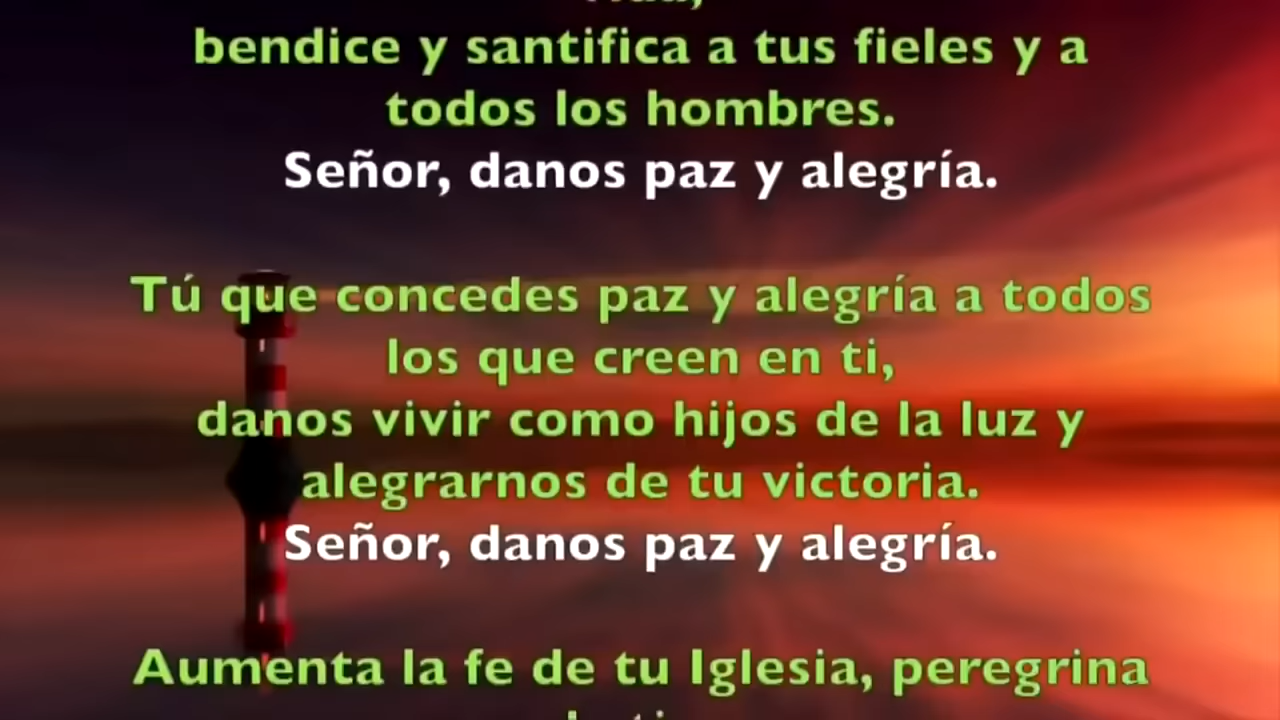 bendice y santifica a tus fieles y a
todos los hombres.
Señor, danos paz y alegría.
Tú que concedes paz y alegría a todos
los que creen en ti,
danos vivir como hijos de la luz y
alegrarnos de tu victoria.
Señor, danos paz y alegría.
Aumenta la fe de tu Iglesia, peregrina